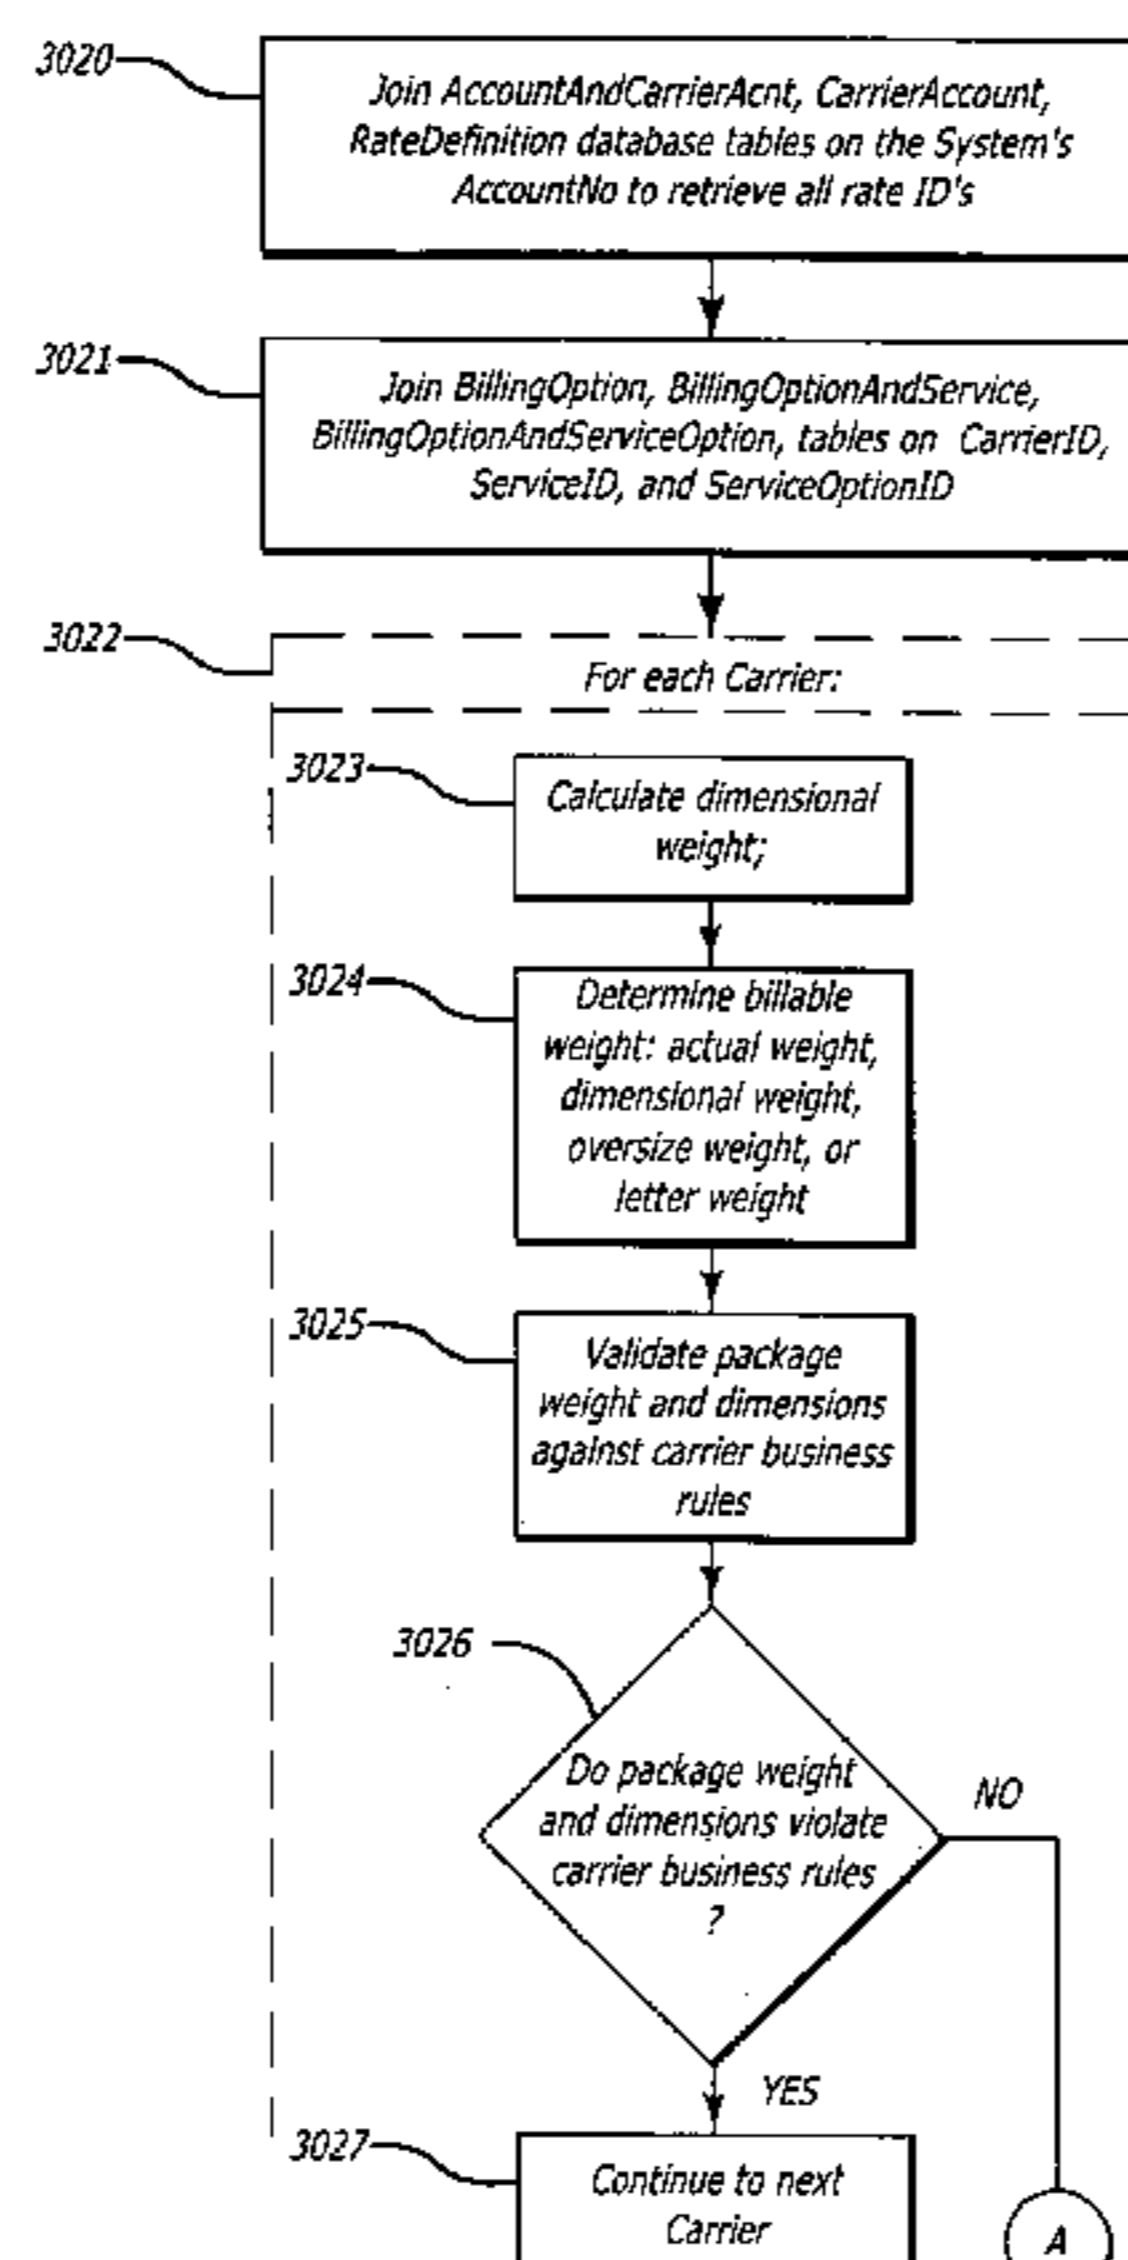 3020
Join AccountAndCarrierAcnt, CarrierAccount,
RateDefinition database tables on the System's
AccountNo to retrieve all rate ID's
3021
Join BillingOption, BillingOptionAndService,
BillingOptionAndServiceOption, tables on CarrierID,
ServiceID, and ServiceOptionID
3022
For each Carrier:
3023
Calculate dimensional
weight;
3024
Determine billable
weight: actual weight,
dimensional weight,
oversize weight, or
letter weight
3025
Validate package
weight and dimensions
against carrier business
rules
3026
Do package weight
and dimensions violate
carrier business rules
?
NO
YES
3027
Continue to next
Carrier
A